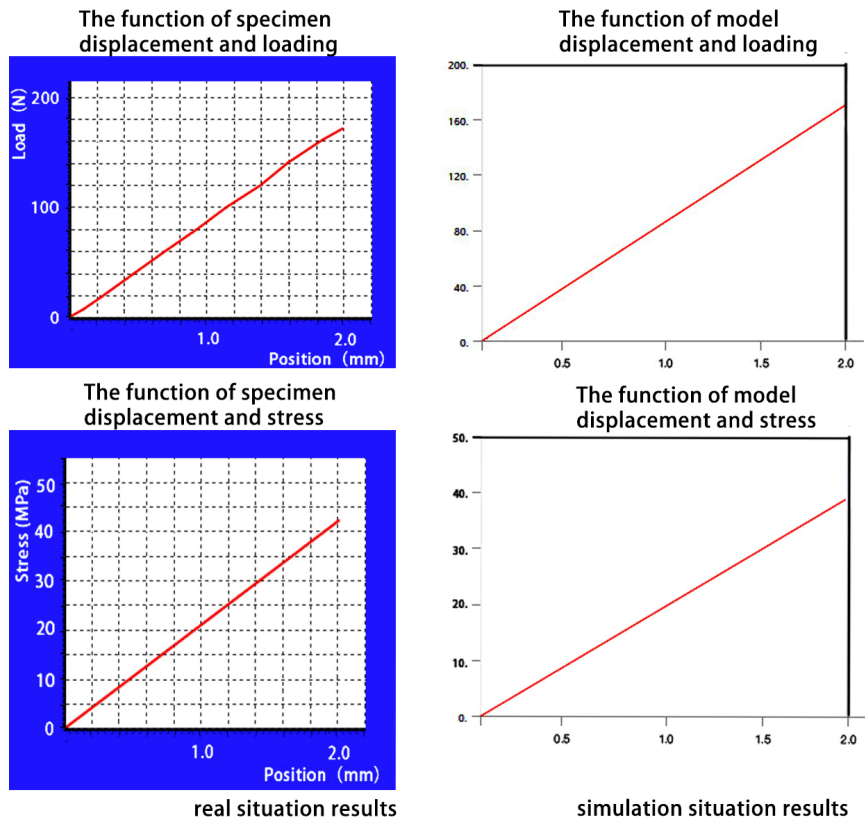 The function of specimen
displacement and loading
200
100
0
Load (N)
1.0
2.0
Position (mm)
The function of model
displacement and loading
200.
160.
120.
80.
40.
0.
0.5
1.0
1.5
2.0
The function of specimen
displacement and stress
50
40
30
20
10
0
Stress (MPa)
1.0
2.0
Position (mm)
real situation results
The function of model
displacement and stress
50.
40.
30.
20.
10.
0.
0.5
1.0
1.5
2.0
simulation situation results